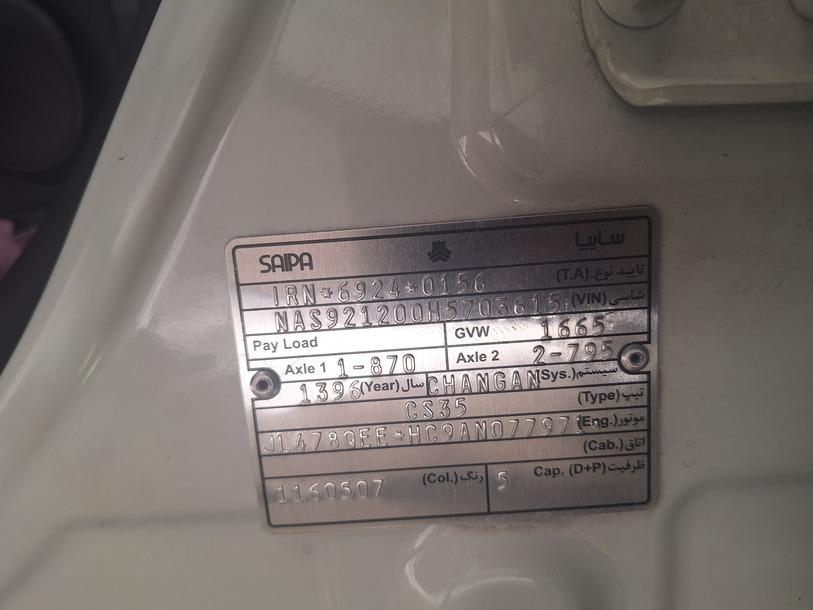 SAIPA سایپا
IRN*6924*0156 تایید نوع.(T.A)
NAS921200H5703615 شاسی(VIN)
Pay Load GVW 1665
Axle 1 1-870 Axle 2 2-795
1396 سال(Year) CHANGAN سیستم(Sys.)
CS35 تیپ(Type)
JL478QEE*HC9AN077971 موتور(Eng.)
اتاق(Cab.)
1160507 رنگ(Col.) 5 Cap. (D+P)ظرفیت